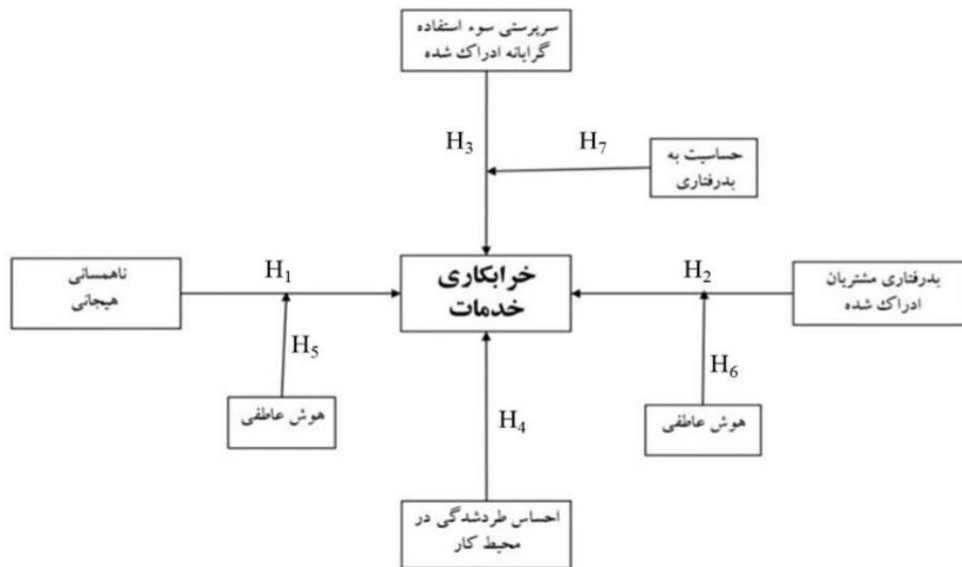 سرپرستی سوء استفاده
گرایانه ادراک شده
H₃
H₇
حساسیت به
بدرفتاری
ناهمسانی
هیجانی
H₁
خرابکاری
خدمات
H₂
بدرفتاری مشتریان
ادراک شده
H₅
هوش عاطفی
H₆
هوش عاطفی
H₄
احساس طردشدگی در
محیط کار